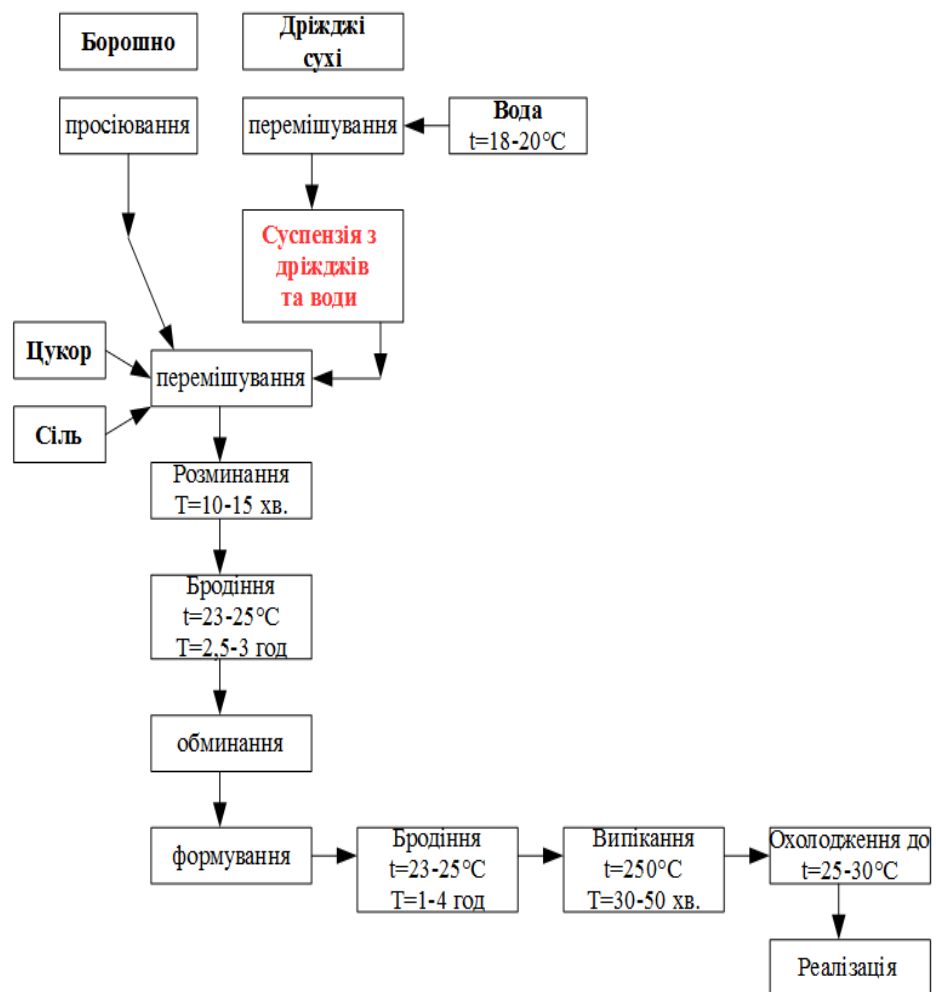 Борошно
Дріжджі
сухі
просіювання
перемішування
Вода
t=18-20°C
Суспензія з
дріжджів
та води
Цукор
перемішування
Сіль
Розминання
T=10-15 хв.
Бродіння
t=23-25°C
T=2,5-3 год
обминання
формування
Бродіння
t=23-25°C
T=1-4 год
Випікання
t=250°C
T=30-50 хв.
Охолодження до
t=25-30°C
Реалізація